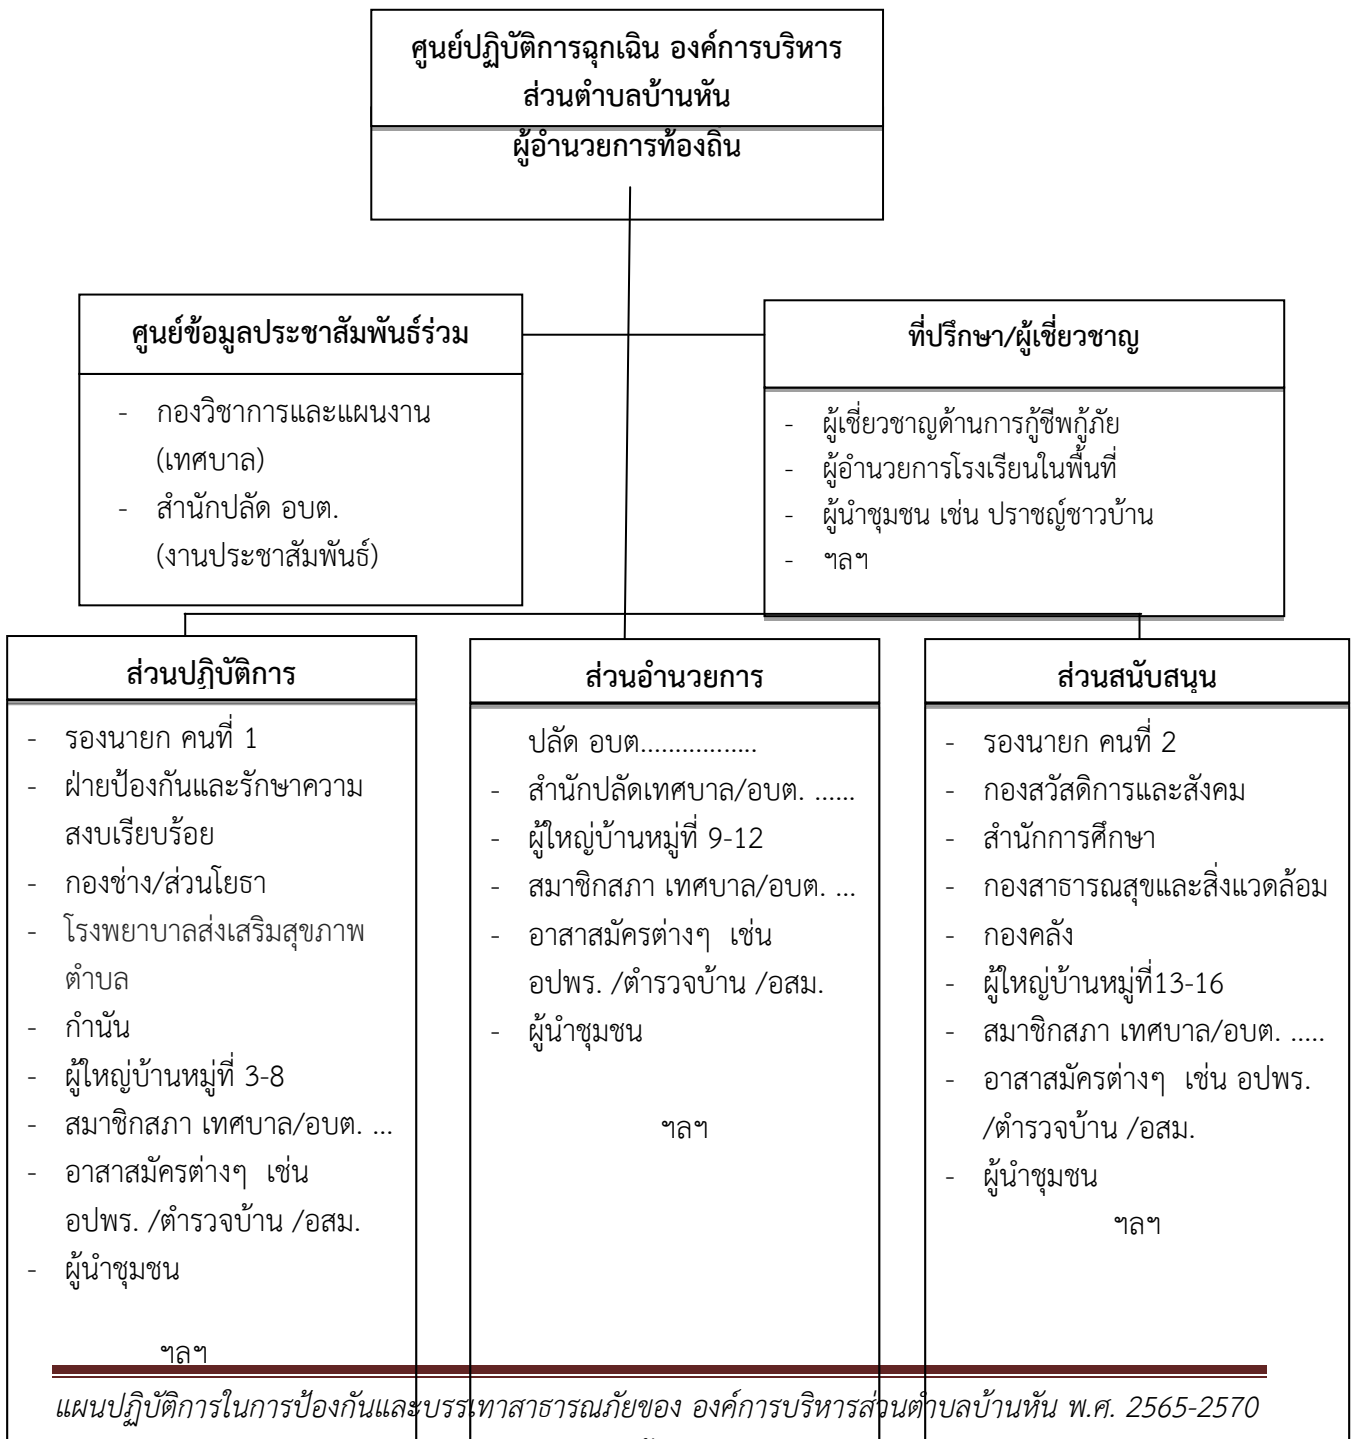 ศูนย์ปฏิบัติการฉุกเฉิน องค์การบริหาร
ส่วนตำบลบ้านหัน
ผู้อำนวยการท้องถิ่น
ศูนย์ข้อมูลประชาสัมพันธ์ร่วม
- กองวิชาการและแผนงาน
(เทศบาล)
- สำนักปลัด อบต.
(งานประชาสัมพันธ์)
ที่ปรึกษา/ผู้เชี่ยวชาญ
- ผู้เชี่ยวชาญด้านการกู้ชีพกู้ภัย
- ผู้อำนวยการโรงเรียนในพื้นที่
- ผู้นำชุมชน เช่น ปราชญ์ชาวบ้าน
- ฯลฯ
ส่วนปฏิบัติการ
- รองนายก คนที่ 1
- ฝ่ายป้องกันและรักษาความ
สงบเรียบร้อย
- กองช่าง/ส่วนโยธา
- โรงพยาบาลส่งเสริมสุขภาพ
ตำบล
- กำนัน
- ผู้ใหญ่บ้านหมู่ที่ 3-8
- สมาชิกสภา เทศบาล/อบต. ...
- อาสาสมัครต่างๆ เช่น
อปพร. /ตำรวจบ้าน /อสม.
- ผู้นำชุมชน
ฯลฯ
ส่วนอำนวยการ
ปลัด อบต.................
- สำนักปลัดเทศบาล/อบต. ......
- ผู้ใหญ่บ้านหมู่ที่ 9-12
- สมาชิกสภา เทศบาล/อบต. ...
- อาสาสมัครต่างๆ เช่น
อปพร. /ตำรวจบ้าน /อสม.
- ผู้นำชุมชน
ฯลฯ
ส่วนสนับสนุน
- รองนายก คนที่ 2
- กองสวัสดิการและสังคม
- สำนักการศึกษา
- กองสาธารณสุขและสิ่งแวดล้อม
- กองคลัง
- ผู้ใหญ่บ้านหมู่ที่13-16
- สมาชิกสภา เทศบาล/อบต. .....
- อาสาสมัครต่างๆ เช่น อปพร.
/ตำรวจบ้าน /อสม.
- ผู้นำชุมชน
ฯลฯ
แผนปฏิบัติการในการป้องกันและบรรเทาสาธารณภัยของ องค์การบริหารส่วนตำบลบ้านหัน พ.ศ. 2565-2570